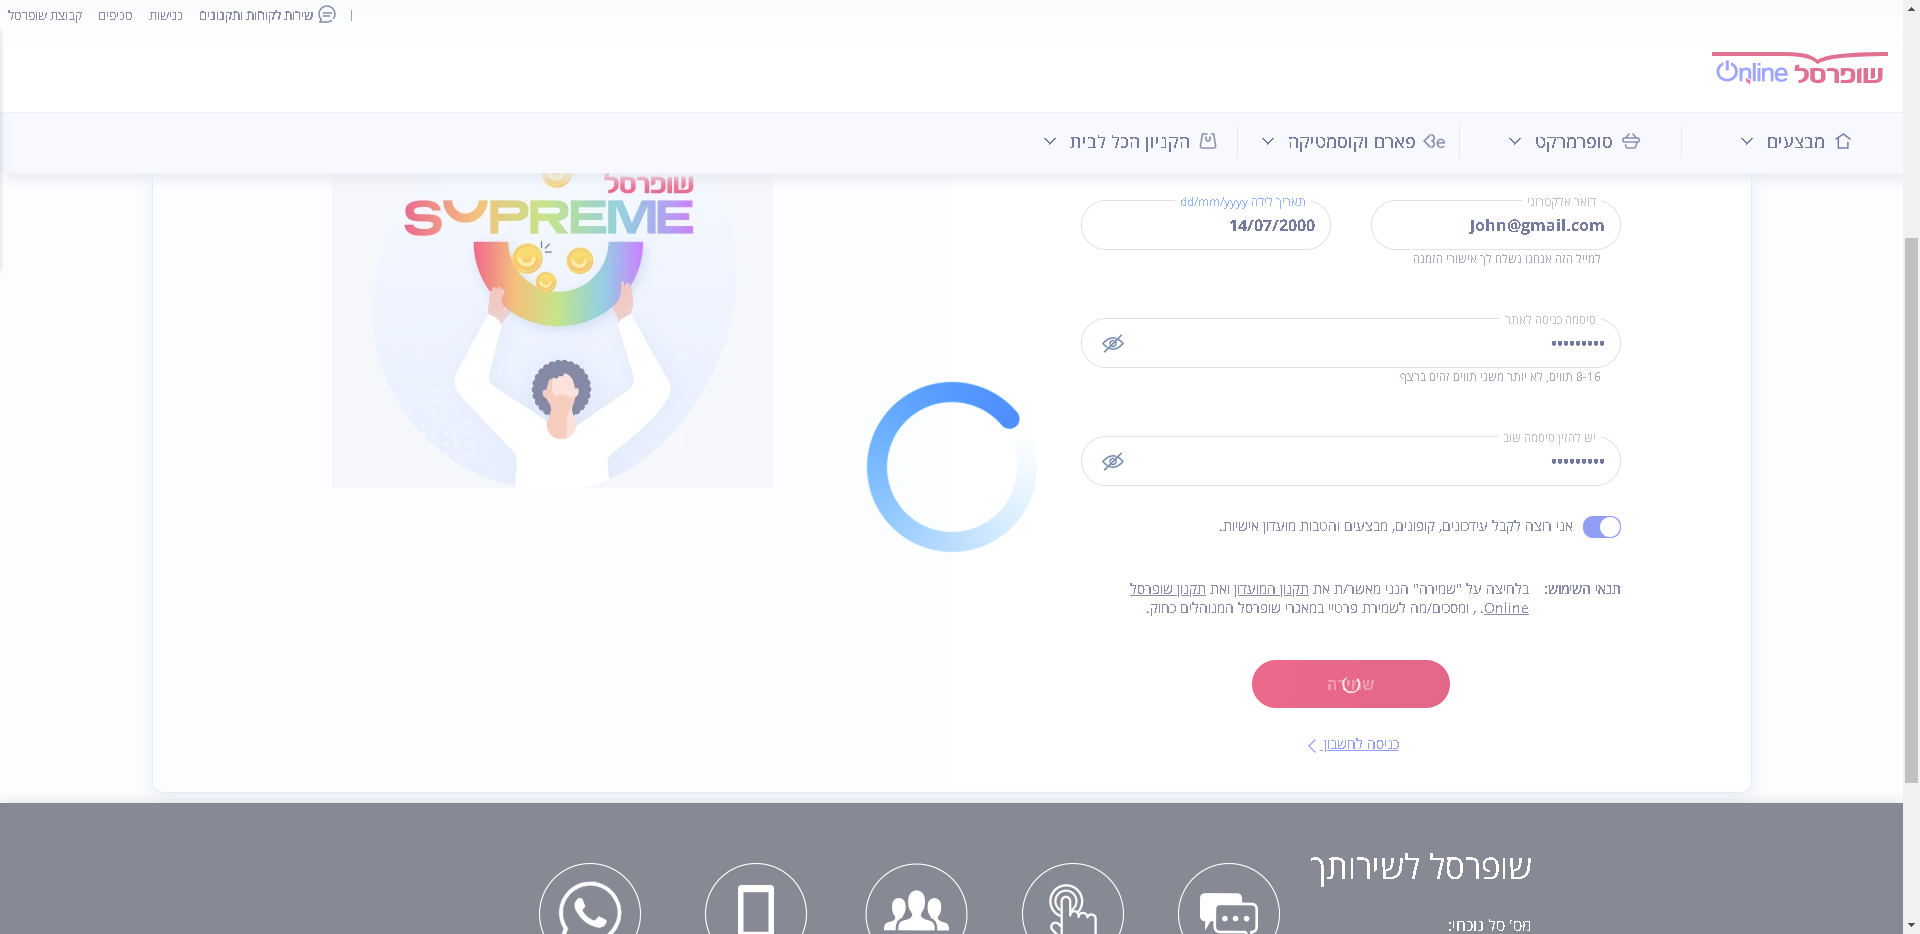 שירות לקוחות ותקנונים
נגישות
סניפים
קבוצת שופרסל
שופרסל Online
מבצעים
סופרמרקט
Be פארם וקוסמטיקה
הקניון הכל לבית
שופרסל
SUPREME
דואר אלקטרוני
John@gmail.com
למייל הזה אנחנו נשלח לך אישורי הזמנה
תאריך לידה dd/mm/yyyy
14/07/2000
סיסמה כניסה לאתר
•••••••••
8-16 תווים, לא יותר משני תווים זהים ברצף
יש להזין סיסמה שוב
•••••••••
אני רוצה לקבל עידכונים, קופונים, מבצעים והטבות מועדון אישיות.
תנאי השימוש: בלחיצה על "שמירה" הנני מאשר/ת את תקנון המועדון ואת תקנון שופרסל
Online. , ומסכים/מה לשמירת פרטיי במאגרי שופרסל המנוהלים כחוק.
שמירה
כניסה לחשבון
שופרסל לשירותך
מס' סל נוכחי: